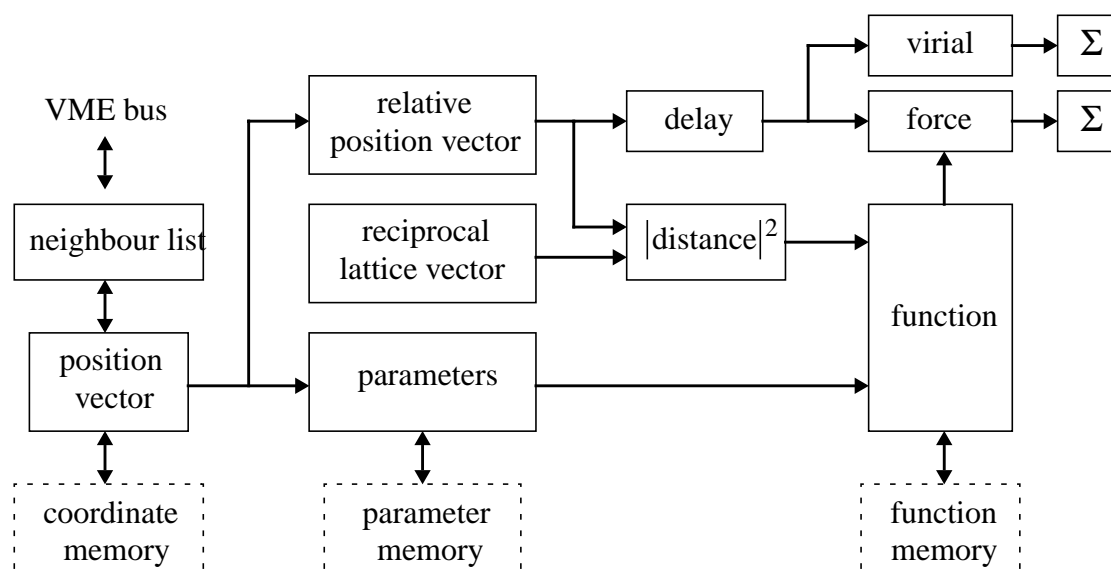 virial
Σ
VME bus
relative
position vector
delay
force
Σ
neighbour list
reciprocal
lattice vector
|distance|²
function
position
vector
parameters
coordinate
memory
parameter
memory
function
memory